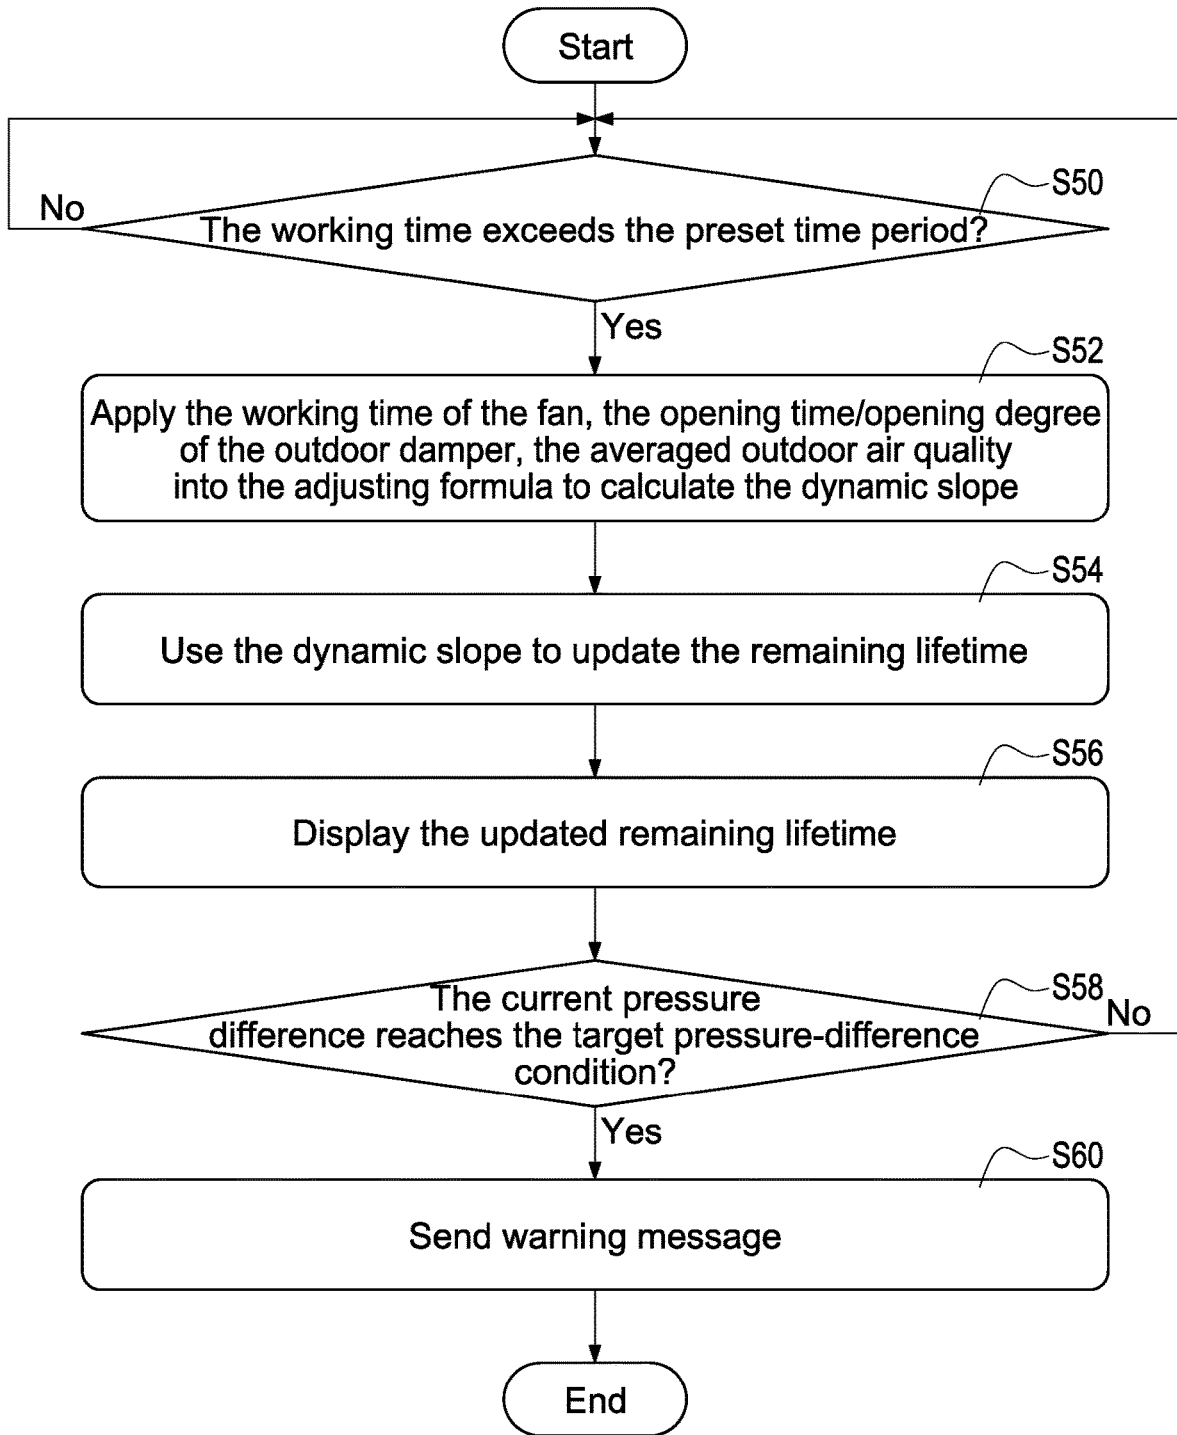 Start
S50
No
The working time exceeds the preset time period?
Yes
S52
Apply the working time of the fan, the opening time/opening degree
of the outdoor damper, the averaged outdoor air quality
into the adjusting formula to calculate the dynamic slope
S54
Use the dynamic slope to update the remaining lifetime
S56
Display the updated remaining lifetime
S58
The current pressure
No
difference reaches the target pressure-difference
condition?
Yes
S60
Send warning message
End